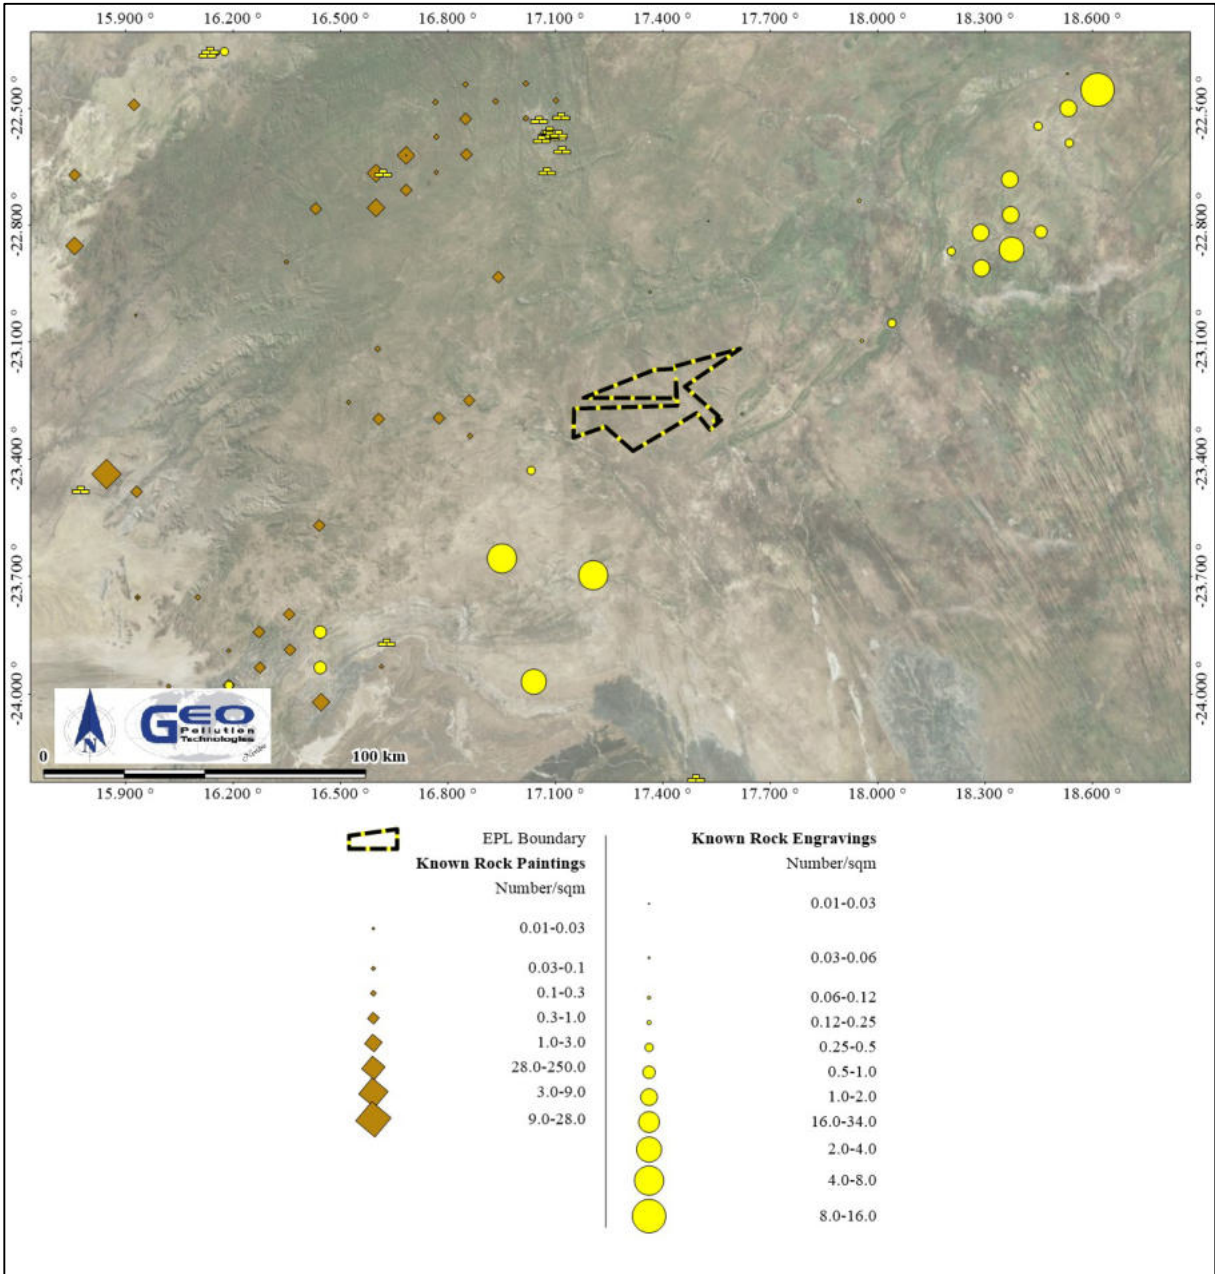 15.900 ° 16.200 ° 16.500 ° 16.800 ° 17.100 ° 17.400 ° 17.700 ° 18.000 ° 18.300 ° 18.600 °
-22.500 ° -22.500 °
-22.800 ° -22.800 °
-23.100 ° -23.100 °
-23.400 ° -23.400 °
-23.700 ° -23.700 °
-24.000 ° -24.000 °
N
GEO
Pollution
Technologies
0 100 km
15.900 ° 16.200 ° 16.500 ° 16.800 ° 17.100 ° 17.400 ° 17.700 ° 18.000 ° 18.300 ° 18.600 °
EPL Boundary
Known Rock Paintings
Number/sqm
0.01-0.03
0.03-0.1
0.1-0.3
0.3-1.0
1.0-3.0
28.0-250.0
3.0-9.0
9.0-28.0
Known Rock Engravings
Number/sqm
0.01-0.03
0.03-0.06
0.06-0.12
0.12-0.25
0.25-0.5
0.5-1.0
1.0-2.0
16.0-34.0
2.0-4.0
4.0-8.0
8.0-16.0